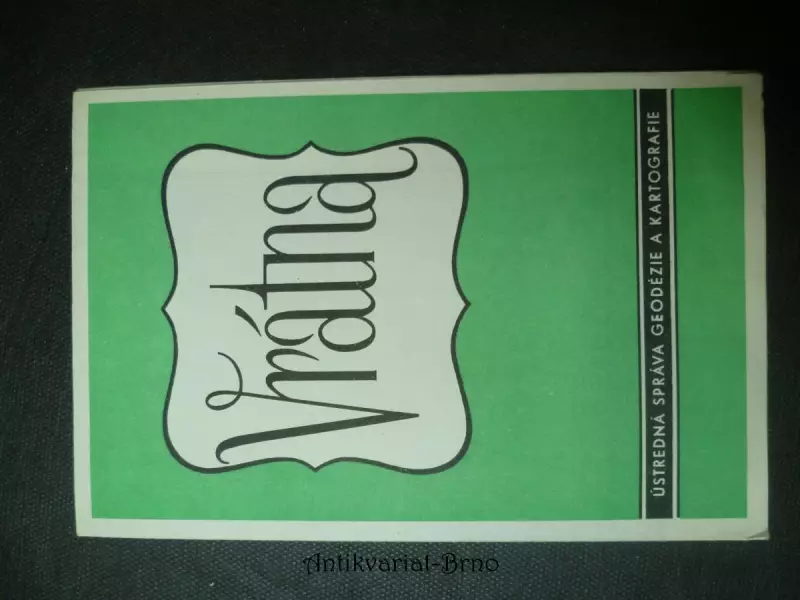 Vrátna
ÚSTREDNÁ SPRÁVA GEODÉZIE A KARTOGRAFIE
Antikvariat-Brno